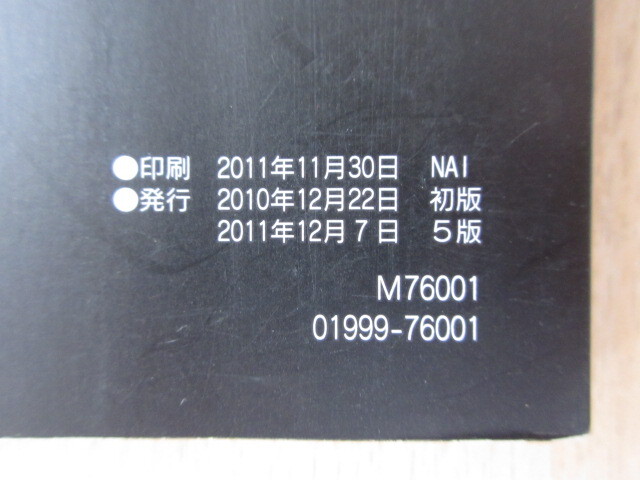 ●印刷 2011年11月30日 NAI
●発行 2010年12月22日 初版
2011年12月7日 5版
M76001
01999-76001